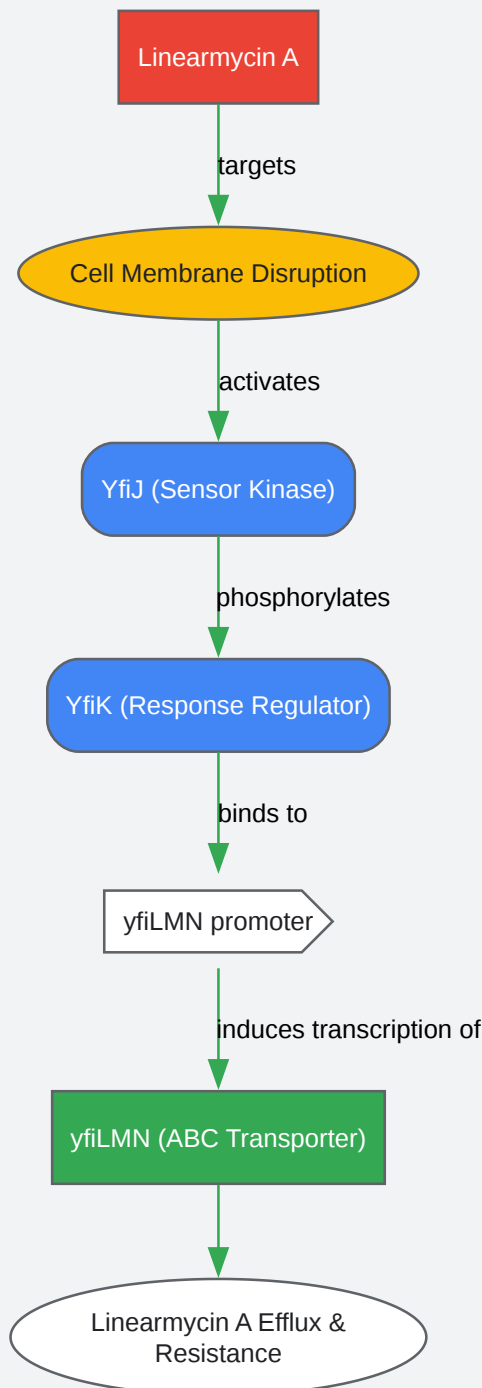 Linearmycin A
targets
Cell Membrane Disruption
activates
YfiJ (Sensor Kinase)
phosphorylates
YfiK (Response Regulator)
binds to
yfiLMN promoter
induces transcription of
yfiLMN (ABC Transporter)
Linearmycin A Efflux &
Resistance